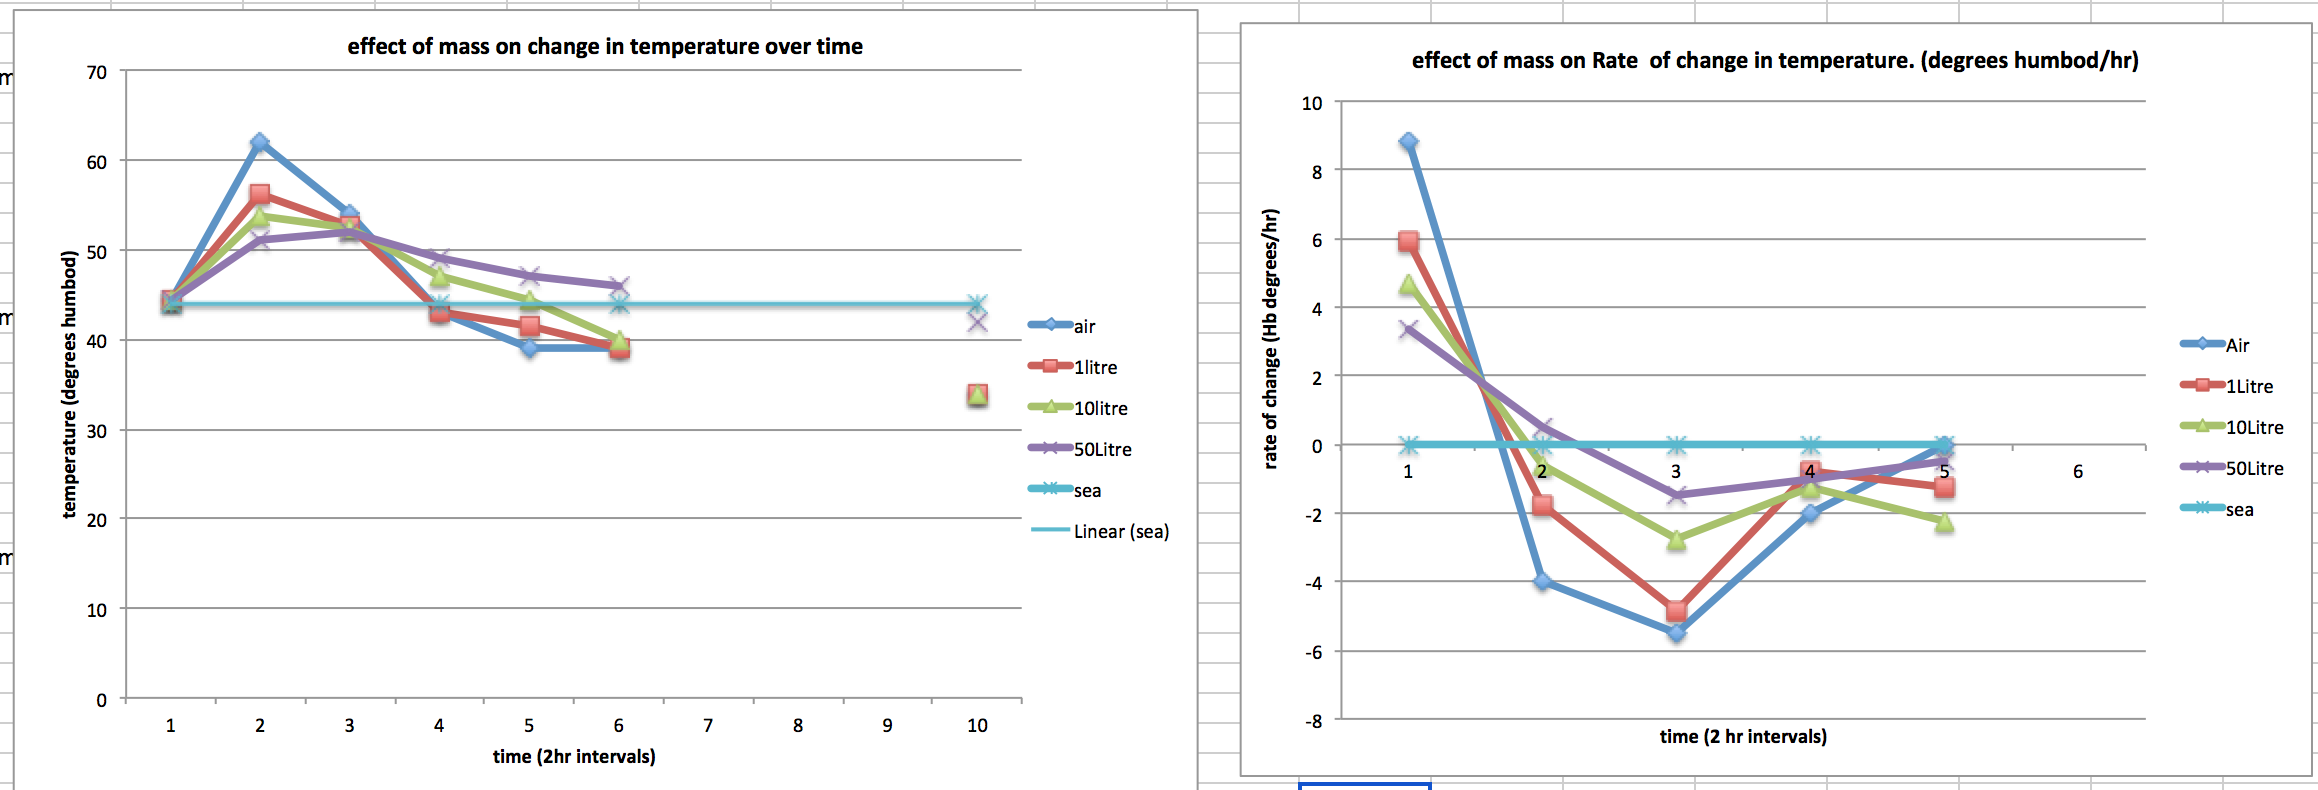 effect of mass on change in temperature over time
70
60
50
40
30
20
10
0
temperature (degrees humbod)
1 2 3 4 5 6 7 8 9 10
time (2hr intervals)
air
1litre
10litre
50Litre
sea
Linear (sea)
m
m
m
effect of mass on Rate  of change in temperature. (degrees humbod/hr)
10
8
6
4
2
0
-2
-4
-6
-8
rate of change (Hb degrees/hr)
1 2 3 4 5 6
time (2 hr intervals)
Air
1Litre
10Litre
50Litre
sea